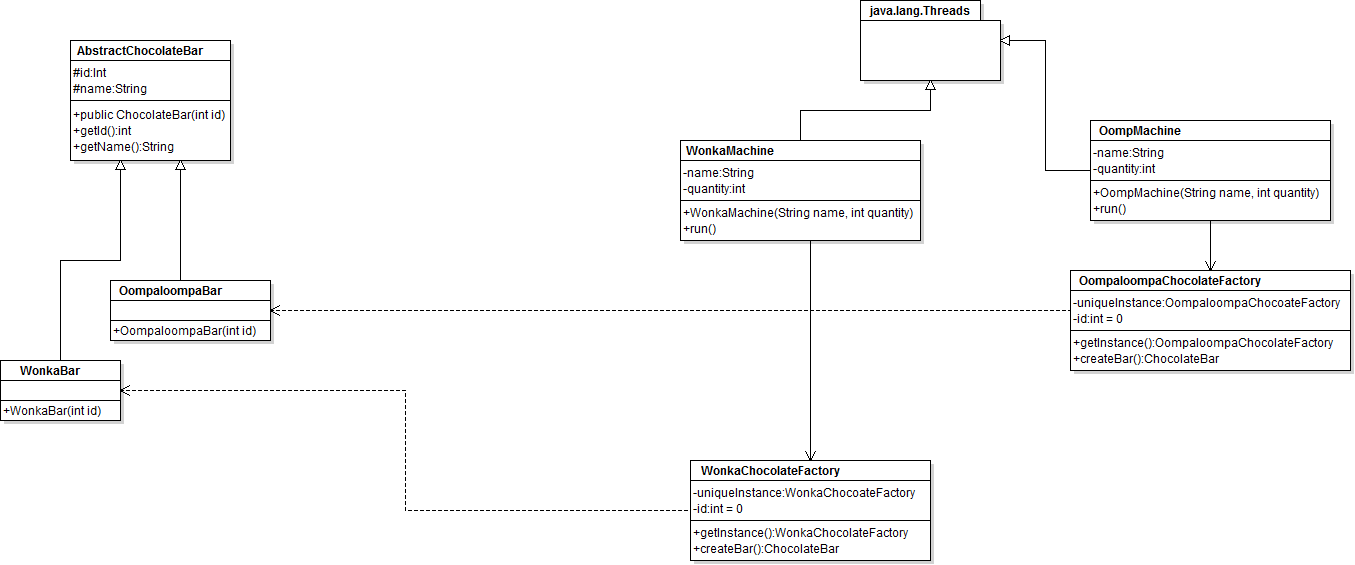 java.lang.Threads
AbstractChocolateBar
#id:Int
#name:String
+public ChocolateBar(int id)
+getId():int
+getName():String
WonkaMachine
-name:String
-quantity:int
+WonkaMachine(String name, int quantity)
+run()
OompMachine
-name:String
-quantity:int
+OompMachine(String name, int quantity)
+run()
OompaloompaBar
+OompaloompaBar(int id)
OompaloompaChocolateFactory
-uniqueInstance:OompaloompaChocoateFactory
-id:int = 0
+getInstance():OompaloompaChocolateFactory
+createBar():ChocolateBar
WonkaBar
+WonkaBar(int id)
WonkaChocolateFactory
-uniqueInstance:WonkaChocoateFactory
-id:int = 0
+getInstance():WonkaChocolateFactory
+createBar():ChocolateBar